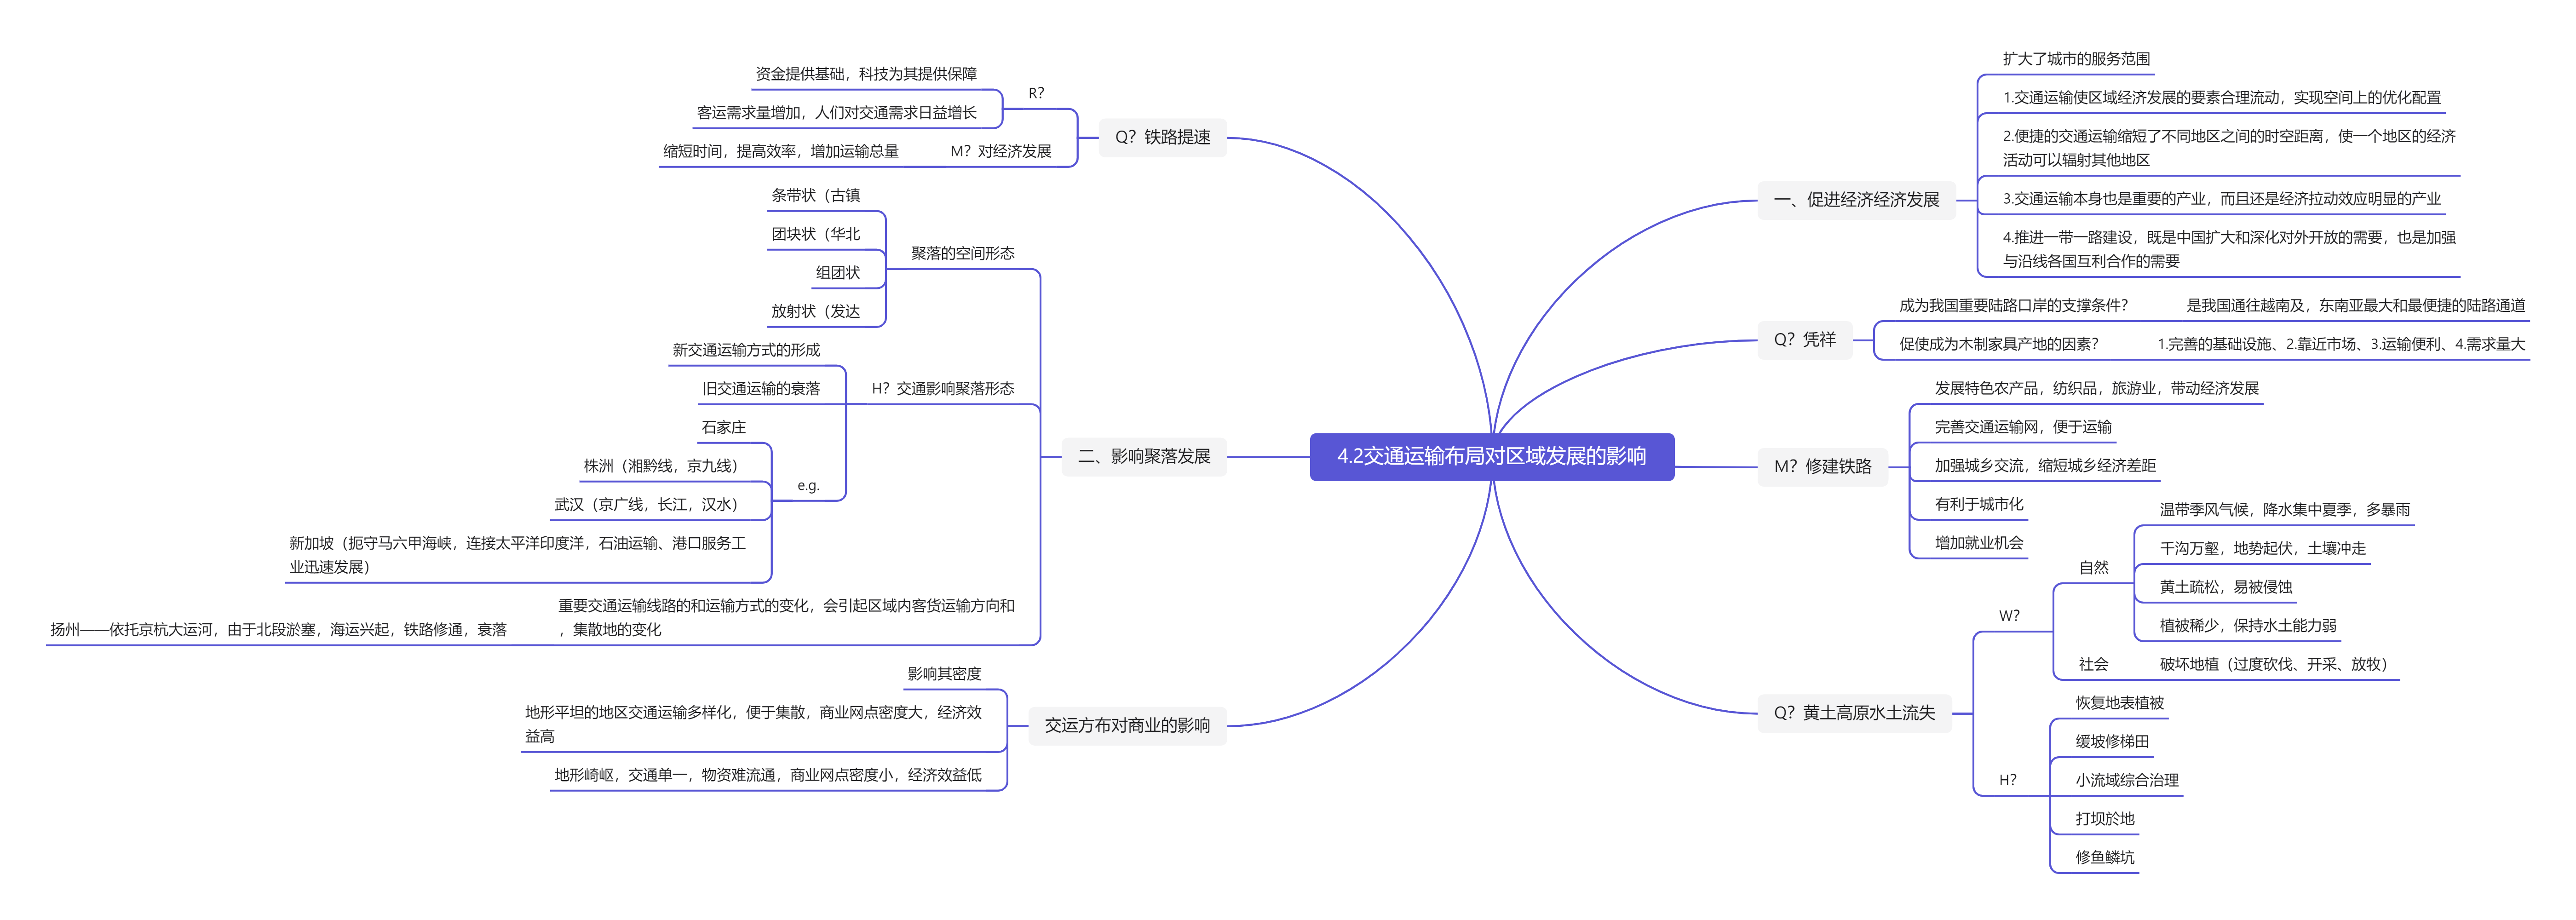 4.2交通运输布局对区域发展的影响
一、促进经济经济发展
扩大了城市的服务范围
1.交通运输使区域经济发展的要素合理流动，实现空间上的优化配置
2.便捷的交通运输缩短了不同地区之间的时空距离，使一个地区的经济
活动可以辐射其他地区
3.交通运输本身也是重要的产业，而且还是经济拉动效应明显的产业
4.推进一带一路建设，既是中国扩大和深化对外开放的需要，也是加强
与沿线各国互利合作的需要
Q？凭祥
成为我国重要陆路口岸的支撑条件？
是我国通往越南及，东南亚最大和最便捷的陆路通道
促使成为木制家具产地的因素？
1.完善的基础设施、2.靠近市场、3.运输便利、4.需求量大
M？修建铁路
发展特色农产品，纺织品，旅游业，带动经济发展
完善交通运输网，便于运输
加强城乡交流，缩短城乡经济差距
有利于城市化
增加就业机会
Q？黄土高原水土流失
W？
自然
温带季风气候，降水集中夏季，多暴雨
干沟万壑，地势起伏，土壤冲走
黄土疏松，易被侵蚀
植被稀少，保持水土能力弱
社会
破坏地植（过度砍伐、开采、放牧）
H？
恢复地表植被
缓坡修梯田
小流域综合治理
打坝於地
修鱼鳞坑
Q？铁路提速
R？
资金提供基础，科技为其提供保障
客运需求量增加，人们对交通需求日益增长
M？对经济发展
缩短时间，提高效率，增加运输总量
二、影响聚落发展
聚落的空间形态
条带状（古镇
团块状（华北
组团状
放射状（发达
H？交通影响聚落形态
新交通运输方式的形成
旧交通运输的衰落
e.g.
石家庄
株洲（湘黔线，京九线）
武汉（京广线，长江，汉水）
新加坡（扼守马六甲海峡，连接太平洋印度洋，石油运输、港口服务工
业迅速发展）
重要交通运输线路的和运输方式的变化，会引起区域内客货运输方向和
，集散地的变化
扬州——依托京杭大运河，由于北段淤塞，海运兴起，铁路修通，衰落
交运方布对商业的影响
影响其密度
地形平坦的地区交通运输多样化，便于集散，商业网点密度大，经济效
益高
地形崎岖，交通单一，物资难流通，商业网点密度小，经济效益低